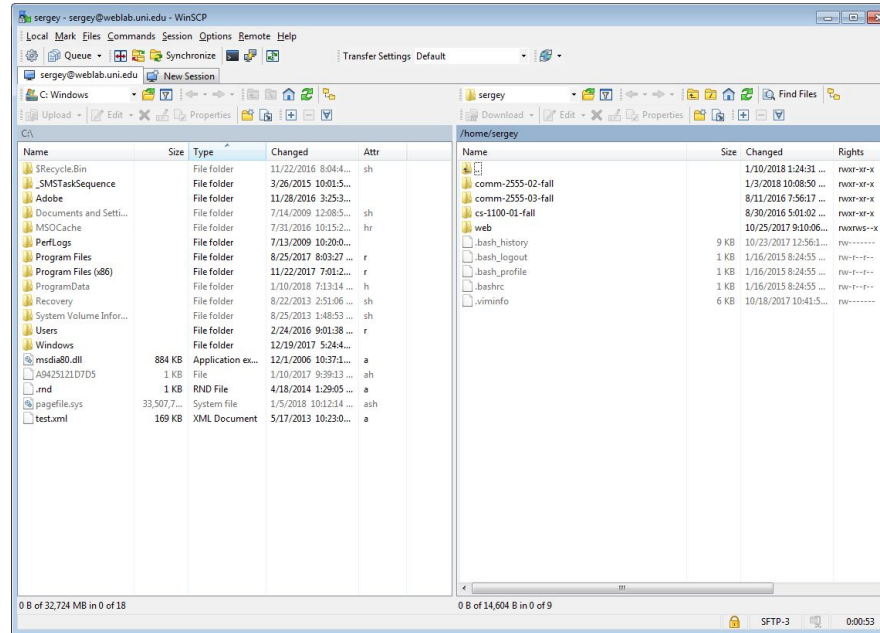 sergey - sergey@weblab.uni.edu - WinSCP
Local Mark Files Commands Session Options Remote Help
Queue Synchronize Transfer Settings Default
sergey@weblab.uni.edu New Session
C: Windows sergey Find Files
Upload Edit Properties Download Edit Properties
C:\ /home/sergey
Name Size Type Changed Attr
$Recycle.Bin File folder 11/22/2016 8:04:4... sh
_SMSTaskSequence File folder 3/26/2015 10:01:5...
Adobe File folder 11/28/2016 3:25:3...
Documents and Setti... File folder 7/14/2009 12:08:5... sh
MSOCache File folder 7/31/2016 10:15:2... hr
PerfLogs File folder 7/13/2009 10:20:0...
Program Files File folder 8/25/2017 8:03:27 ... r
Program Files (x86) File folder 11/22/2017 7:01:2... r
ProgramData File folder 1/10/2018 7:13:14 ... h
Recovery File folder 8/22/2013 2:51:06 ... sh
System Volume Infor... File folder 8/25/2013 1:48:53 ... sh
Users File folder 2/24/2016 9:01:38 ... r
Windows File folder 12/19/2017 5:24:4...
msdia80.dll 884 KB Application ex... 12/1/2006 10:37:1... a
A9425121D7D5 1 KB File 1/10/2017 9:39:13 ... ah
.rnd 1 KB RND File 4/18/2014 1:29:05 ... a
pagefile.sys 33,507,7... System file 1/5/2018 10:12:14 ... ash
test.xml 169 KB XML Document 5/17/2013 10:23:0... a
Name Size Changed Rights
.. 1/10/2018 1:24:31 ... rwxr-xr-x
comm-2555-02-fall 1/3/2018 10:08:50 ... rwxr-xr-x
comm-2555-03-fall 8/11/2016 7:56:17 ... rwxr-xr-x
cs-1100-01-fall 8/30/2016 5:01:02 ... rwxr-xr-x
web 10/25/2017 9:10:06... rwxrws--x
.bash_history 9 KB 10/23/2017 12:56:1... rw-------
.bash_logout 1 KB 1/16/2015 8:24:55 ... rw-r--r--
.bash_profile 1 KB 1/16/2015 8:24:55 ... rw-r--r--
.bashrc 1 KB 1/16/2015 8:24:55 ... rw-r--r--
.viminfo 6 KB 10/18/2017 10:41:5... rw-------
0 B of 32,724 MB in 0 of 18 0 B of 14,604 B in 0 of 9
SFTP-3 0:00:53